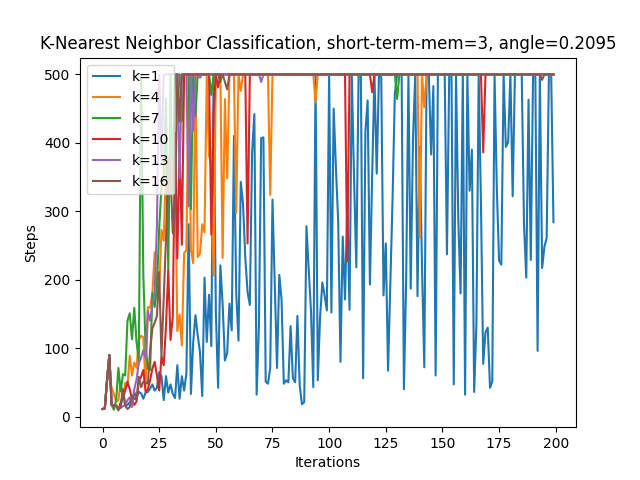 K-Nearest Neighbor Classification, short-term-mem=3, angle=0.2095
500
400
300
200
100
0
Steps
k=1
k=4
k=7
k=10
k=13
k=16
0 25 50 75 100 125 150 175 200
Iterations